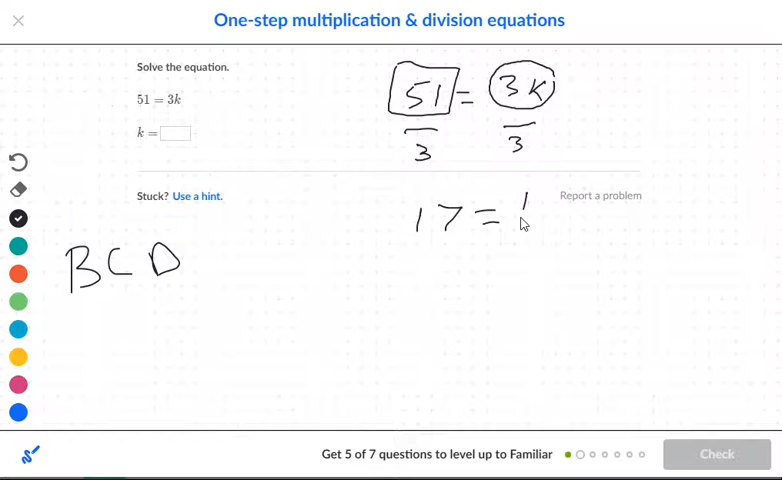 One-step multiplication & division equations
Solve the equation.
51 = 3k
k =
51 = 3k
3 3
Stuck? Use a hint.
Report a problem
17 =
BCD
Get 5 of 7 questions to level up to Familiar
Check